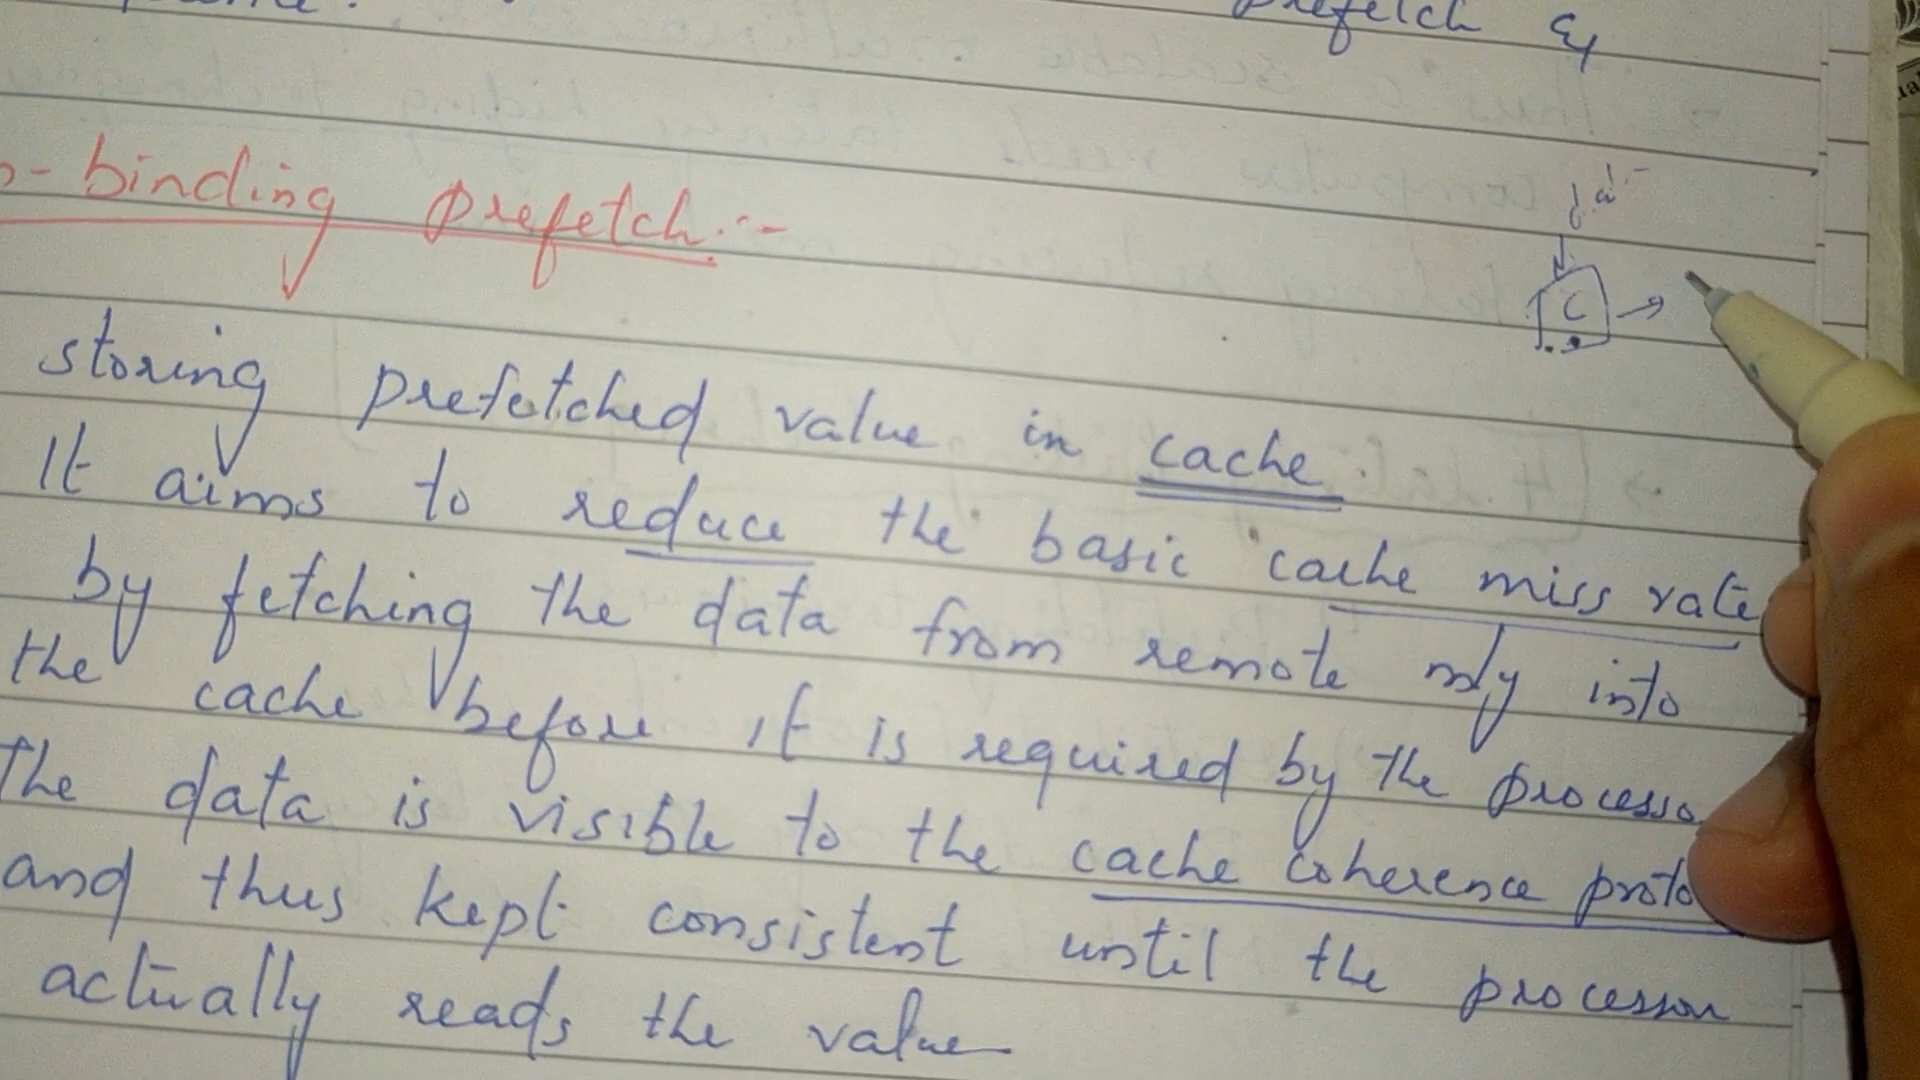 prefetch &
-binding prefetch:-
storing prefetched value in cache
It aims to reduce the basic cache miss rate
by fetching the data from remote mly into
the cache before it is required by the processo
The data is visible to the cache coherence proto
and thus kept consistent until the processor
actually reads the value
C